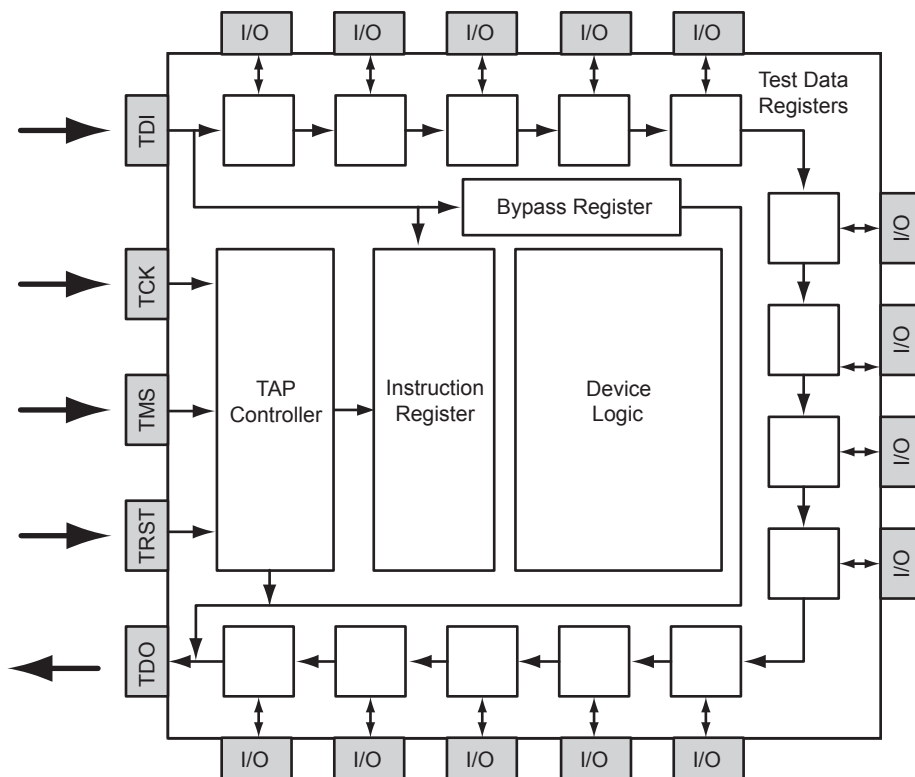 I/O
I/O
I/O
I/O
I/O
Test Data
Registers
TDI
Bypass Register
I/O
TCK
I/O
TAP
Controller
Instruction
Register
Device
Logic
TMS
I/O
TRST
I/O
TDO
I/O
I/O
I/O
I/O
I/O